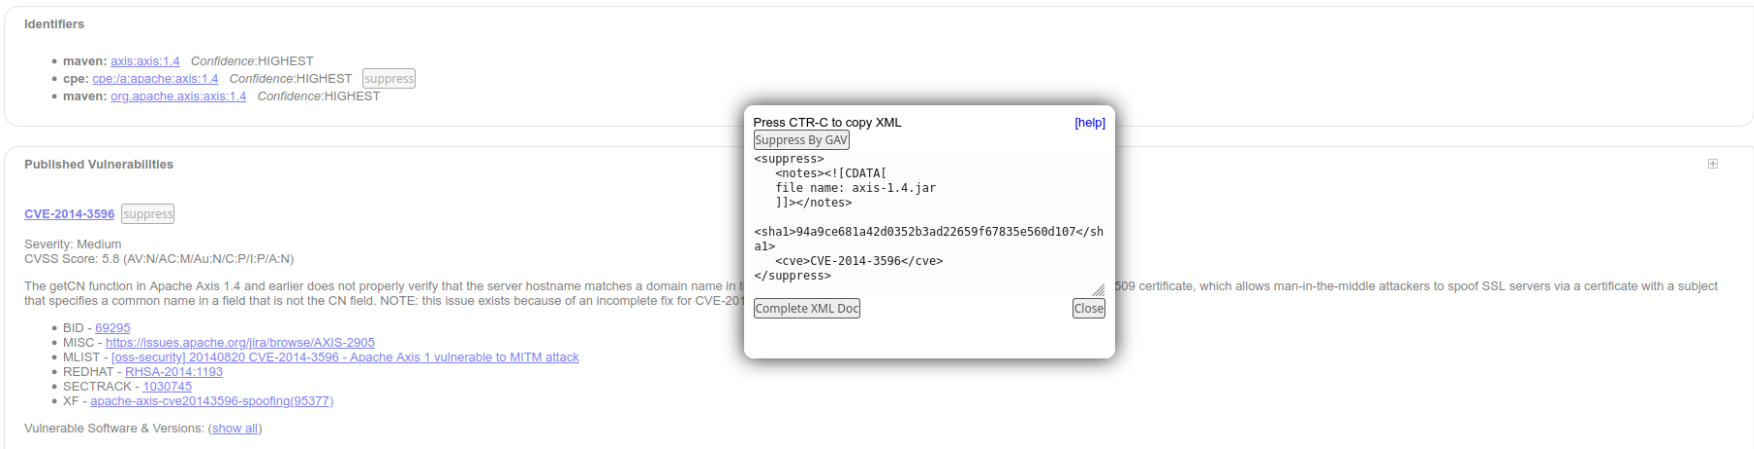 Identifiers
maven: axis:axis:1.4 Confidence:HIGHEST
cpe: cpe:/a:apache:axis:1.4 Confidence:HIGHEST suppress
maven: org.apache.axis:axis:1.4 Confidence:HIGHEST
Published Vulnerabilities
CVE-2014-3596 suppress
Severity: Medium
CVSS Score: 5.8 (AV:N/AC:M/Au:N/C:P/I:P/A:N)
The getCN function in Apache Axis 1.4 and earlier does not properly verify that the server hostname matches a domain name in t 509 certificate, which allows man-in-the-middle attackers to spoof SSL servers via a certificate with a subject
that specifies a common name in a field that is not the CN field. NOTE: this issue exists because of an incomplete fix for CVE-201
BID - 69295
MISC - https://issues.apache.org/jira/browse/AXIS-2905
MLIST - [oss-security] 20140820 CVE-2014-3596 - Apache Axis 1 vulnerable to MITM attack
REDHAT - RHSA-2014:1193
SECTRACK - 1030745
XF - apache-axis-cve20143596-spoofing(95377)
Vulnerable Software & Versions: (show all)
Press CTR-C to copy XML [help]
Suppress By GAV
<suppress>
<notes><![CDATA[
file name: axis-1.4.jar
]]></notes>
<sha1>94a9ce681a42d0352b3ad22659f67835e560d107</sh
a1>
<cve>CVE-2014-3596</cve>
</suppress>
Complete XML Doc Close